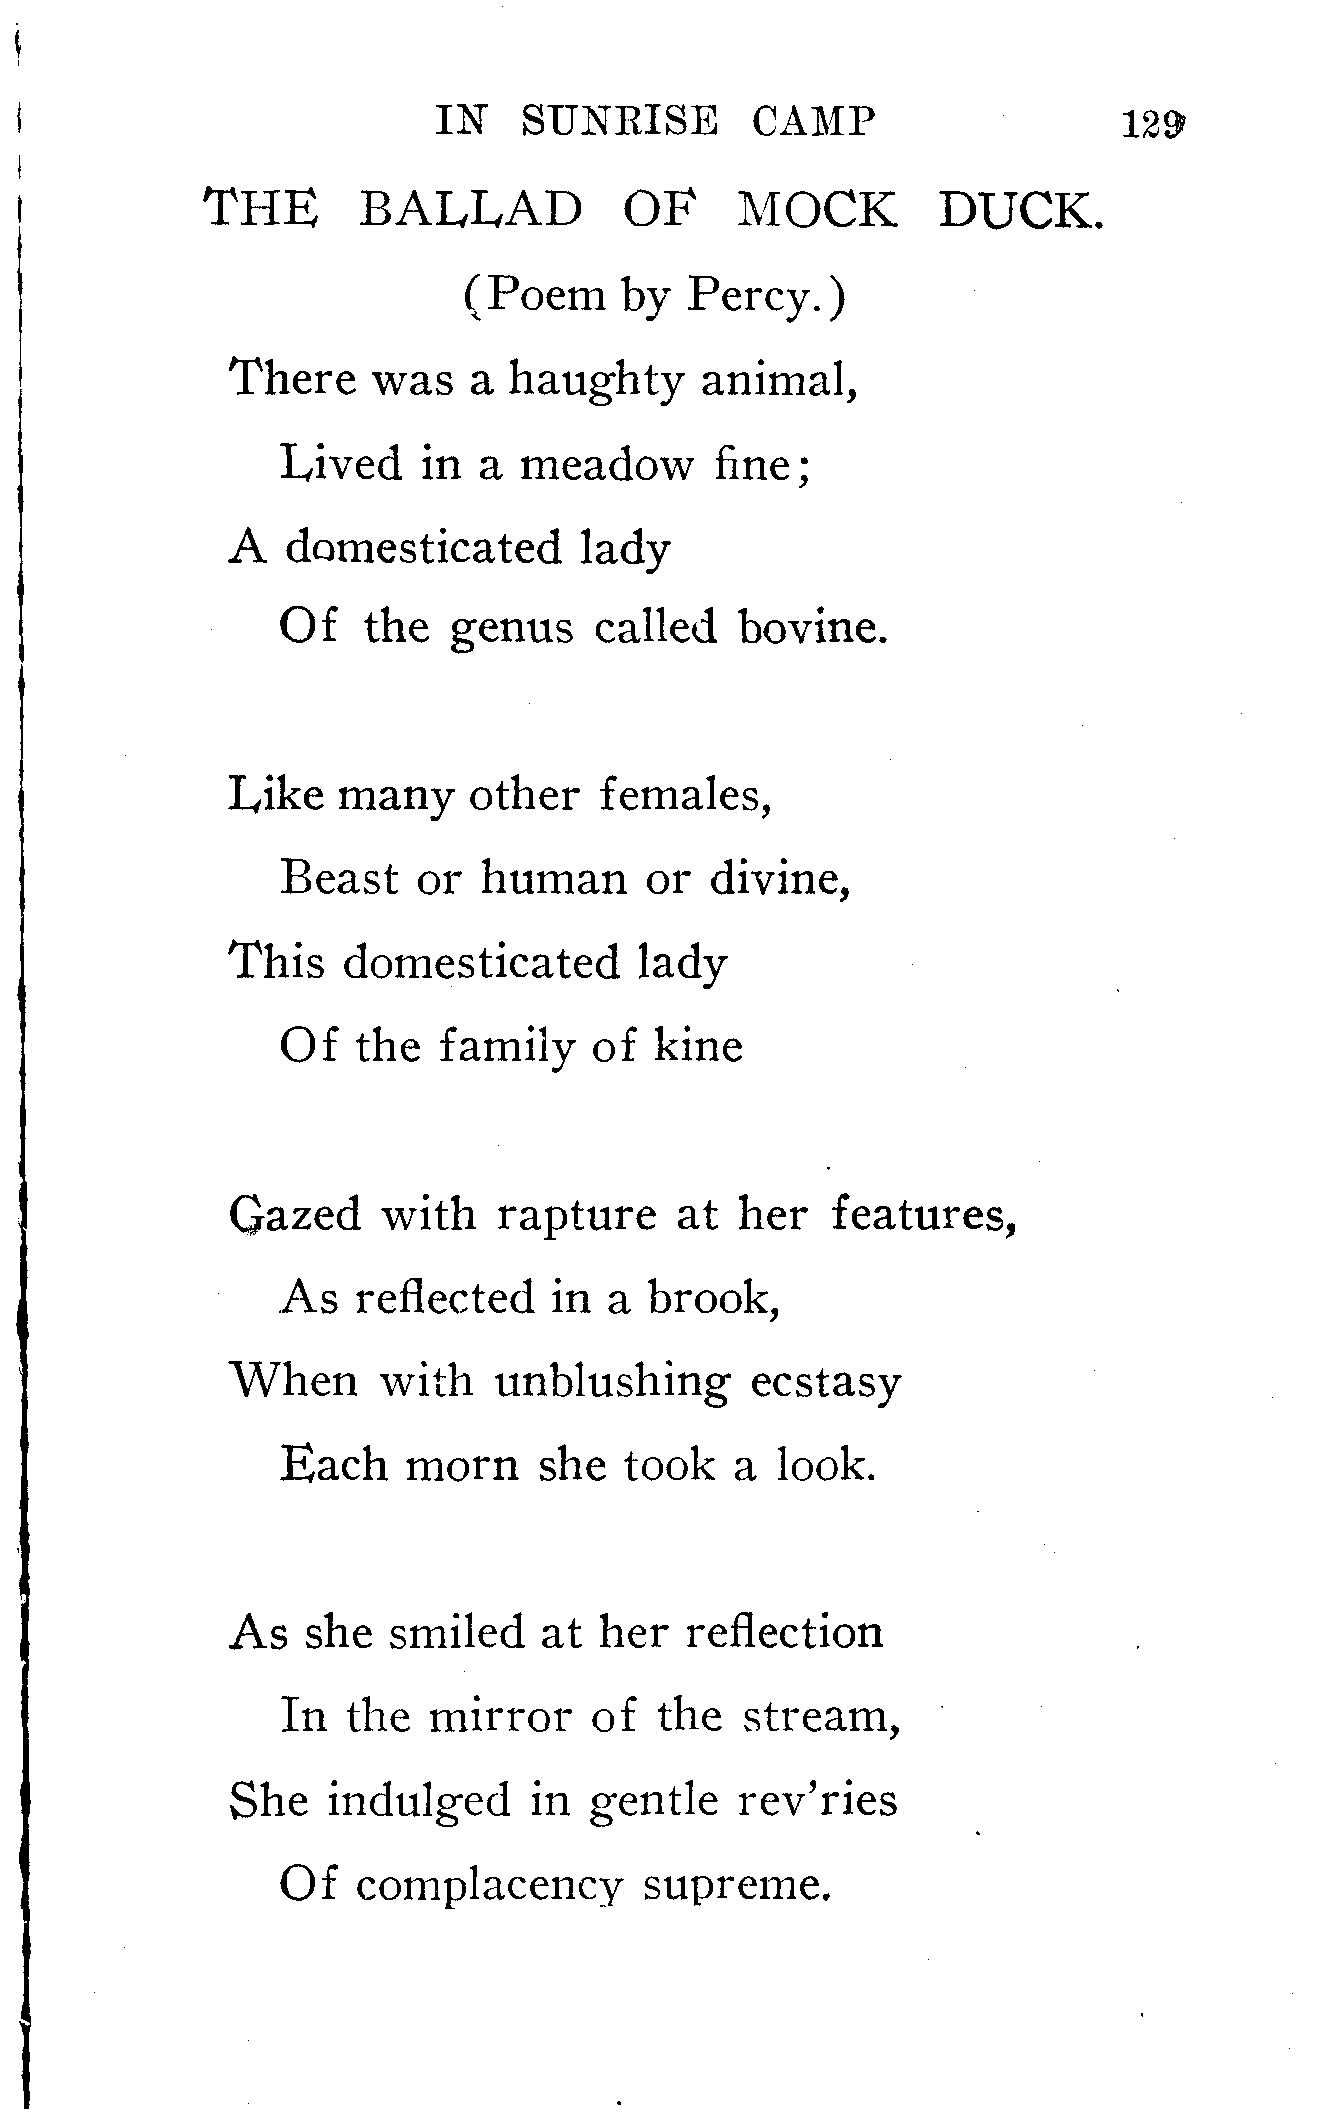 IN SUNRISE CAMP 129
THE BALLAD OF MOCK DUCK.
(Poem by Percy.)
There was a haughty animal,
Lived in a meadow fine;
A domesticated lady
Of the genus called bovine.
Like many other females,
Beast or human or divine,
This domesticated lady
Of the family of kine
Gazed with rapture at her features,
As reflected in a brook,
When with unblushing ecstasy
Each morn she took a look.
As she smiled at her reflection
In the mirror of the stream,
She indulged in gentle rev'ries
Of complacency supreme.